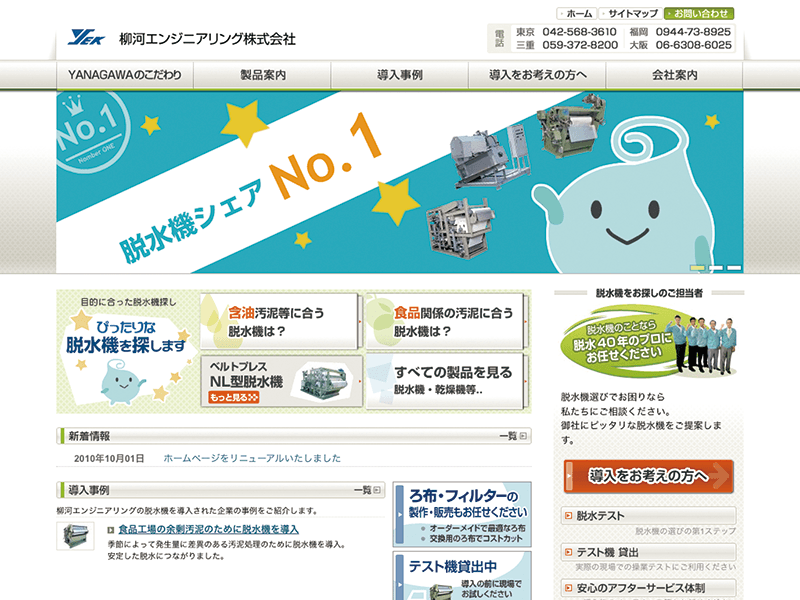 ホーム
サイトマップ
お問い合わせ
YEK
柳河エンジニアリング株式会社
電話
東京 042-568-3610
福岡 0944-73-8925
三重 059-372-8200
大阪 06-6308-6025
YANAGAWAのこだわり
製品案内
導入事例
導入をお考えの方へ
会社案内
No.1
Nomber ONE
脱水機シェア No.1
目的に合った脱水機探し
ぴったりな
脱水機を探します
含油汚泥等に合う
脱水機は？
食品関係の汚泥に合う
脱水機は？
ベルトプレス
NL型脱水機
もっと見る
すべての製品を見る
脱水機・乾燥機等..
新着情報
一覧
2010年10月01日
ホームページをリニューアルいたしました
導入事例
一覧
柳河エンジニアリングの脱水機を導入された企業の事例をご紹介します。
食品工場の余剰汚泥のために脱水機を導入
季節によって発生量に差異のある汚泥処理のために脱水機を導入。
安定した脱水につながりました。
ろ布・フィルターの
製作・販売もお任せください
オーダーメイドで最適なろ布
交換用のろ布でコストカット
テスト機貸出中
導入の前に現場で
お試しください
脱水機をお探しのご担当者
脱水機のことなら
脱水40年のプロに
お任せください
脱水機選びでお困りなら
私たちにご相談ください。
御社にピッタリな脱水機をご提案しま
す。
導入をお考えの方へ
脱水テスト
脱水機の選びの第1ステップ
テスト機 貸出
実際の現場での操業テストにご利用ください
安心のアフターサービス体制